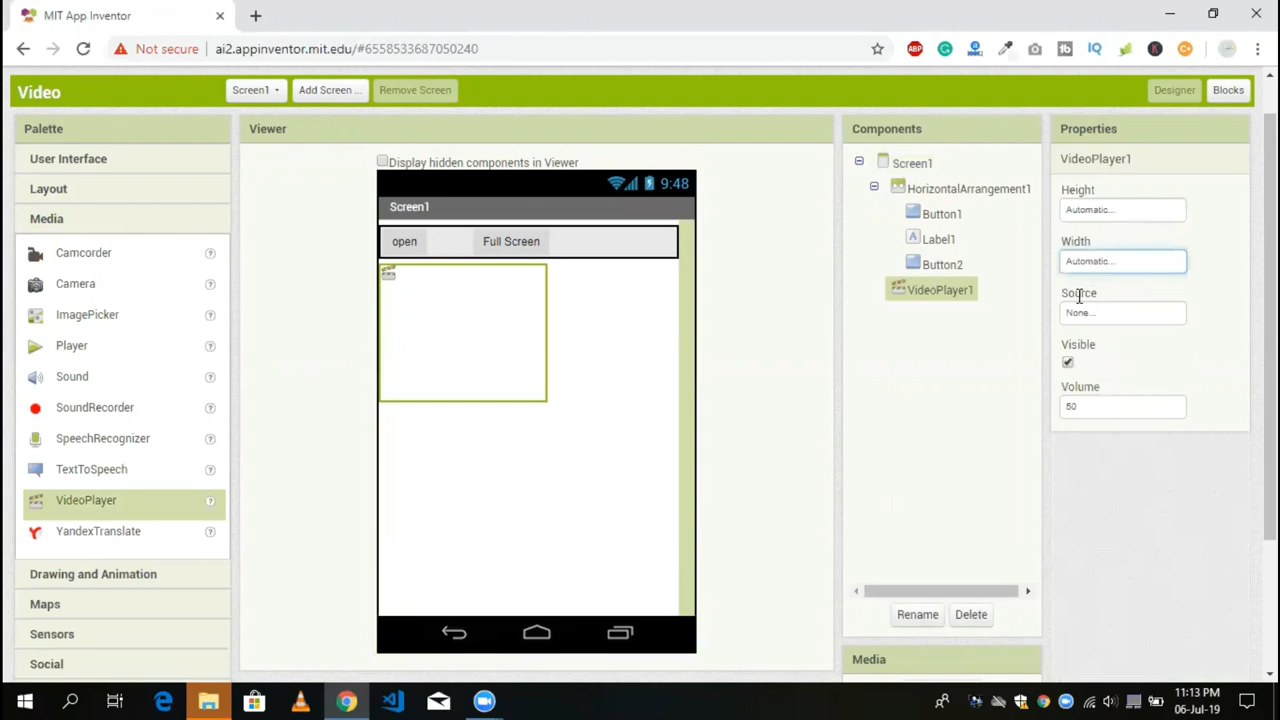 MIT App Inventor
Not secure
ai2.appinventor.mit.edu/#6558533687050240
ABP
IQ
K
C+
Video
Screen1
Add Screen ...
Remove Screen
Designer
Blocks
Palette
User Interface
Layout
Media
Camcorder
Camera
ImagePicker
Player
Sound
SoundRecorder
SpeechRecognizer
TextToSpeech
VideoPlayer
YandexTranslate
Drawing and Animation
Maps
Sensors
Social
Viewer
Display hidden components in Viewer
9:48
Screen1
open
Full Screen
Components
Screen1
HorizontalArrangement1
Button1
A Label1
Button2
VideoPlayer1
Rename
Delete
Media
Properties
VideoPlayer1
Height
Automatic...
Width
Automatic...
Source
None...
Visible
Volume
50
11:13 PM
06-Jul-19